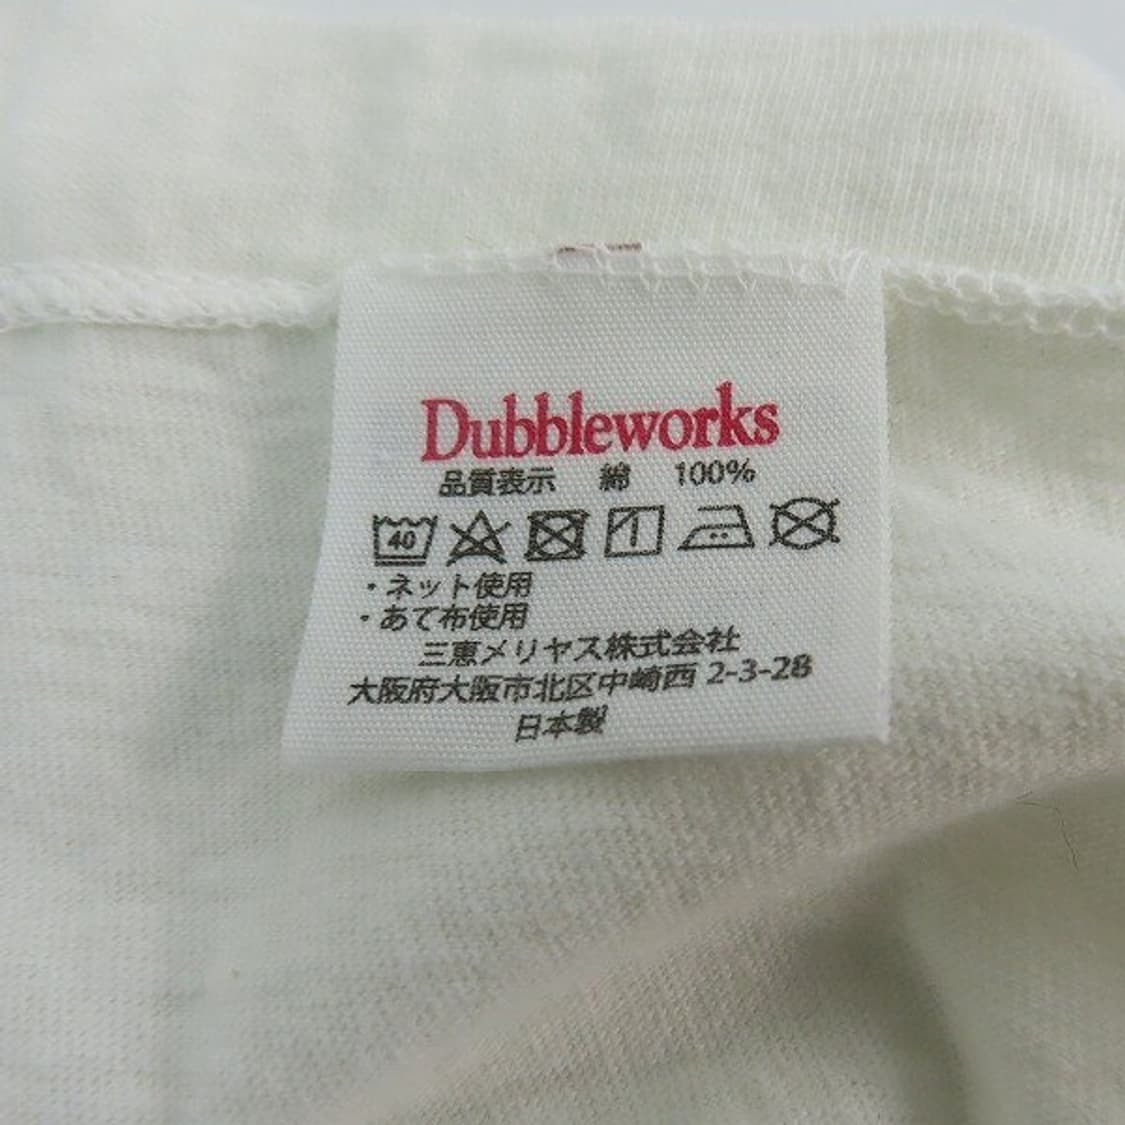 Dubbleworks
品質表示 綿 100%
40
・ネット使用
・あて布使用
三恵メリヤス株式会社
大阪府大阪市北区中崎西 2-3-28
日本製